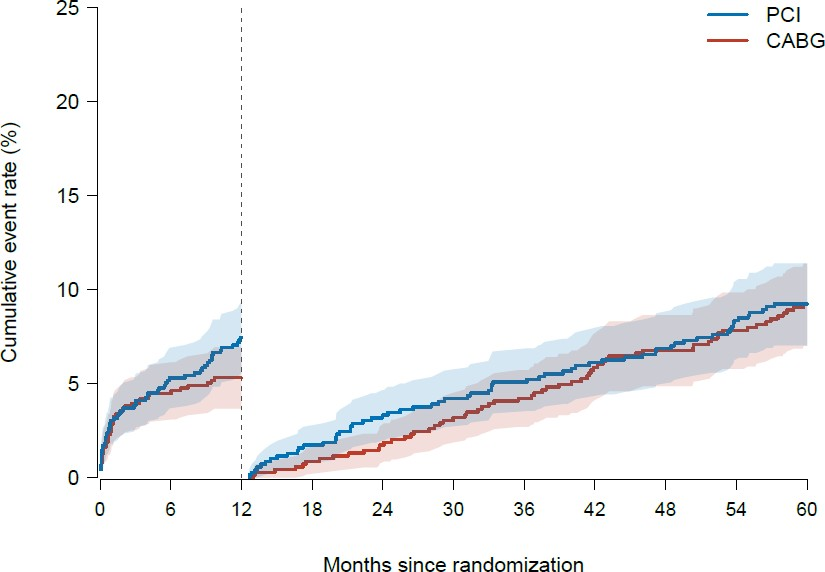 PCI
CABG
Cumulative event rate (%)
25
20
15
10
5
0
0 6 12 18 24 30 36 42 48 54 60
Months since randomization